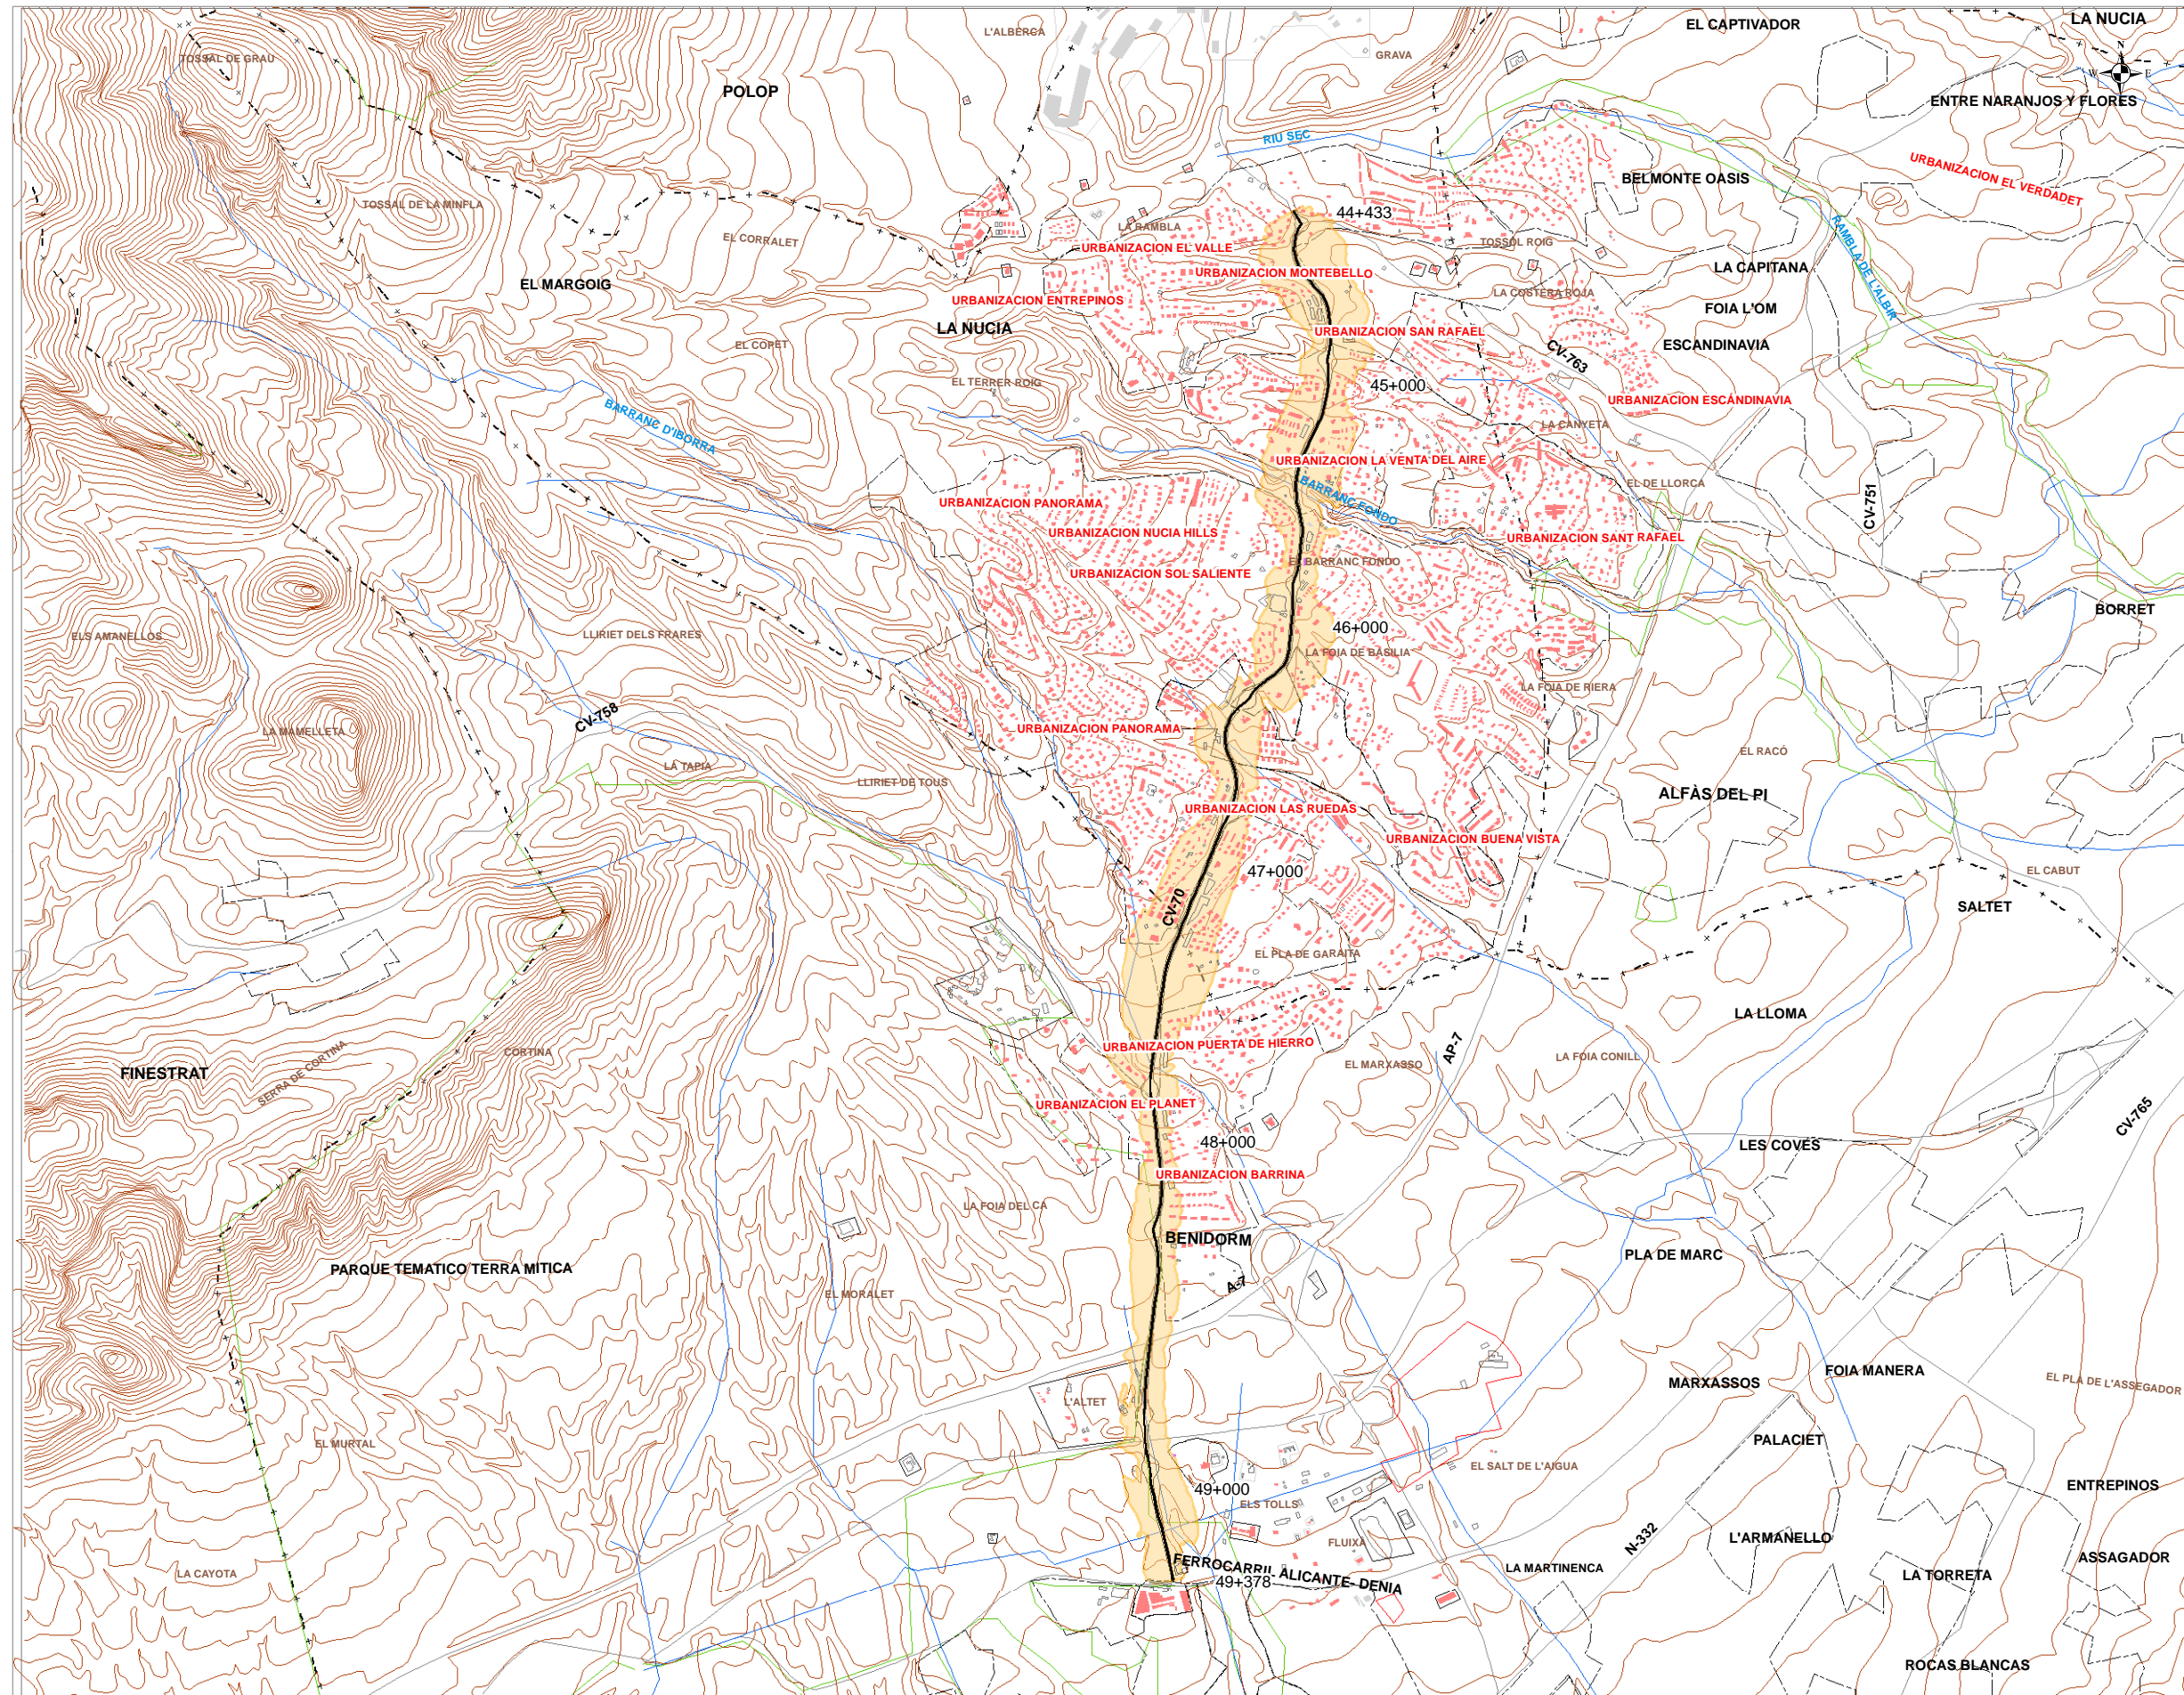 LA NUCIA
EL CAPTIVADOR
L'ALBERCA
GRAVA
N
W E
S
TOSSAL DE GRAU
POLOP
ENTRE NARANJOS Y FLORES
RIU SEC
URBANIZACION EL VERDADET
BELMONTE OASIS
TOSSAL DE LA MINFLA
44+433
LA RAMBLA
EL CORRALET
URBANIZACION EL VALLE
TOSSOL ROIG
RAMBLA DE L'ALBIR
LA CAPITANA
URBANIZACION MONTEBELLO
EL MARGOIG
LA COSTERA ROJA
URBANIZACION ENTREPINOS
FOIA L'OM
LA NUCIA
URBANIZACION SAN RAFAEL
EL COPET
ESCANDINAVIA
CV-763
EL TERRER ROIG
45+000
URBANIZACION ESCANDINAVIA
BARRANC D'IBORRA
LA CANYETA
URBANIZACION LA VENTA DEL AIRE
EL DE LLORCA
BARRANC FONDO
URBANIZACION PANORAMA
CV-751
URBANIZACION NUCIA HILLS
URBANIZACION SANT RAFAEL
EL BARRANC FONDO
URBANIZACION SOL SALIENTE
BORRET
46+000
ELS AMANELLOS
LLIRIET DELS FRARES
LA FOIA DE BASILIA
LA FOIA DE RIERA
CV-758
LA MAMELLETA
URBANIZACION PANORAMA
EL RACÓ
LA TAPIA
LLIRIET DE TOUS
ALFÀS DEL PI
URBANIZACION LAS RUEDAS
URBANIZACION BUENA VISTA
47+000
EL CABUT
CV-70
SALTET
EL PLA DE GARAITA
LA LLOMA
URBANIZACION PUERTA DE HIERRO
AP-7
CORTINA
LA FOIA CONILL
EL MARXASSO
FINESTRAT
SERRA DE CORTINA
URBANIZACION EL PLANET
CV-765
48+000
LES COVES
URBANIZACION BARRINA
LA FOIA DEL CA
BENIDORM
PLA DE MARC
PARQUE TEMATICO TERRA MITICA
A-7
EL MORALET
FOIA MANERA
MARXASSOS
EL PLA DE L'ASSEGADOR
L'ALTET
EL MURTAL
PALACIET
EL SALT DE L'AIGUA
ENTREPINOS
49+000
ELS TOLLS
L'ARMANELLO
N-332
FLUIXÀ
ASSAGADOR
FERROCARRIL ALICANTE- DENIA
LA MARTINENCA
LA CAYOTA
LA TORRETA
49+378
ROCAS BLANCAS